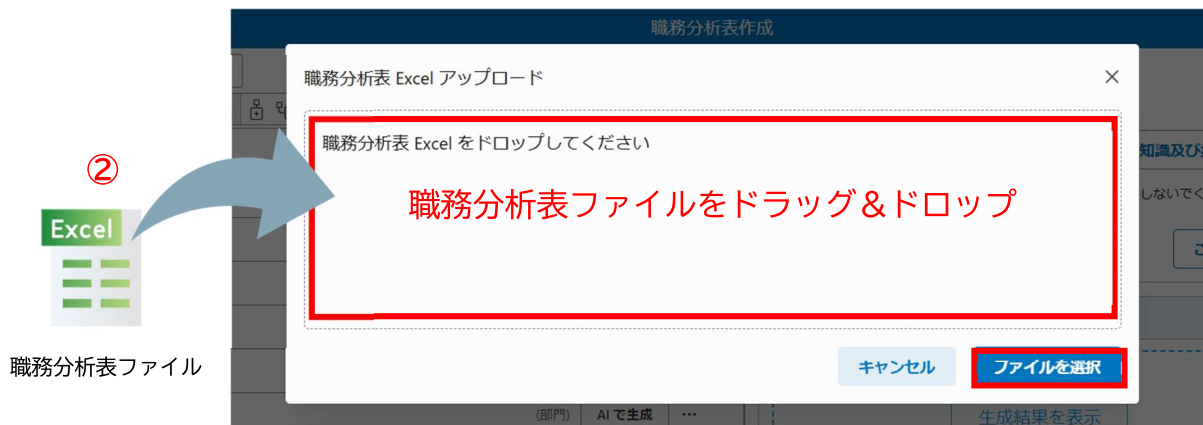 職務分析表作成
職務分析表 Excel アップロード
職務分析表 Excel をドロップしてください
職務分析表ファイルをドラッグ＆ドロップ
②
Excel
職務分析表ファイル
知識及び
しないでく
キャンセル
ファイルを選択
(部門) AI で生成 …
生成結果を表示